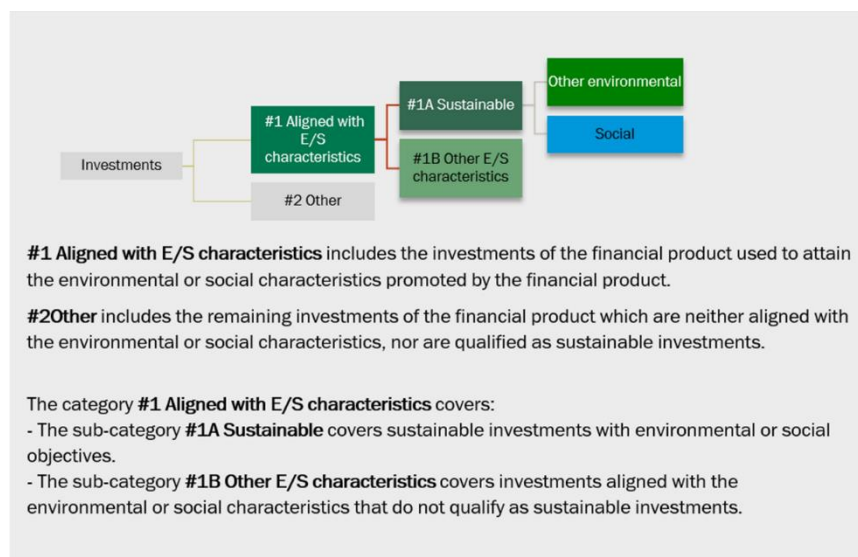 Other environmental
#1A Sustainable
#1 Aligned with
E/S
characteristics
Social
#1B Other E/S
characteristics
Investments
#2 Other
#1 Aligned with E/S characteristics includes the investments of the financial product used to attain
the environmental or social characteristics promoted by the financial product.
#2Other includes the remaining investments of the financial product which are neither aligned with
the environmental or social characteristics, nor are qualified as sustainable investments.
The category #1 Aligned with E/S characteristics covers:
- The sub-category #1A Sustainable covers sustainable investments with environmental or social
objectives.
- The sub-category #1B Other E/S characteristics covers investments aligned with the
environmental or social characteristics that do not qualify as sustainable investments.